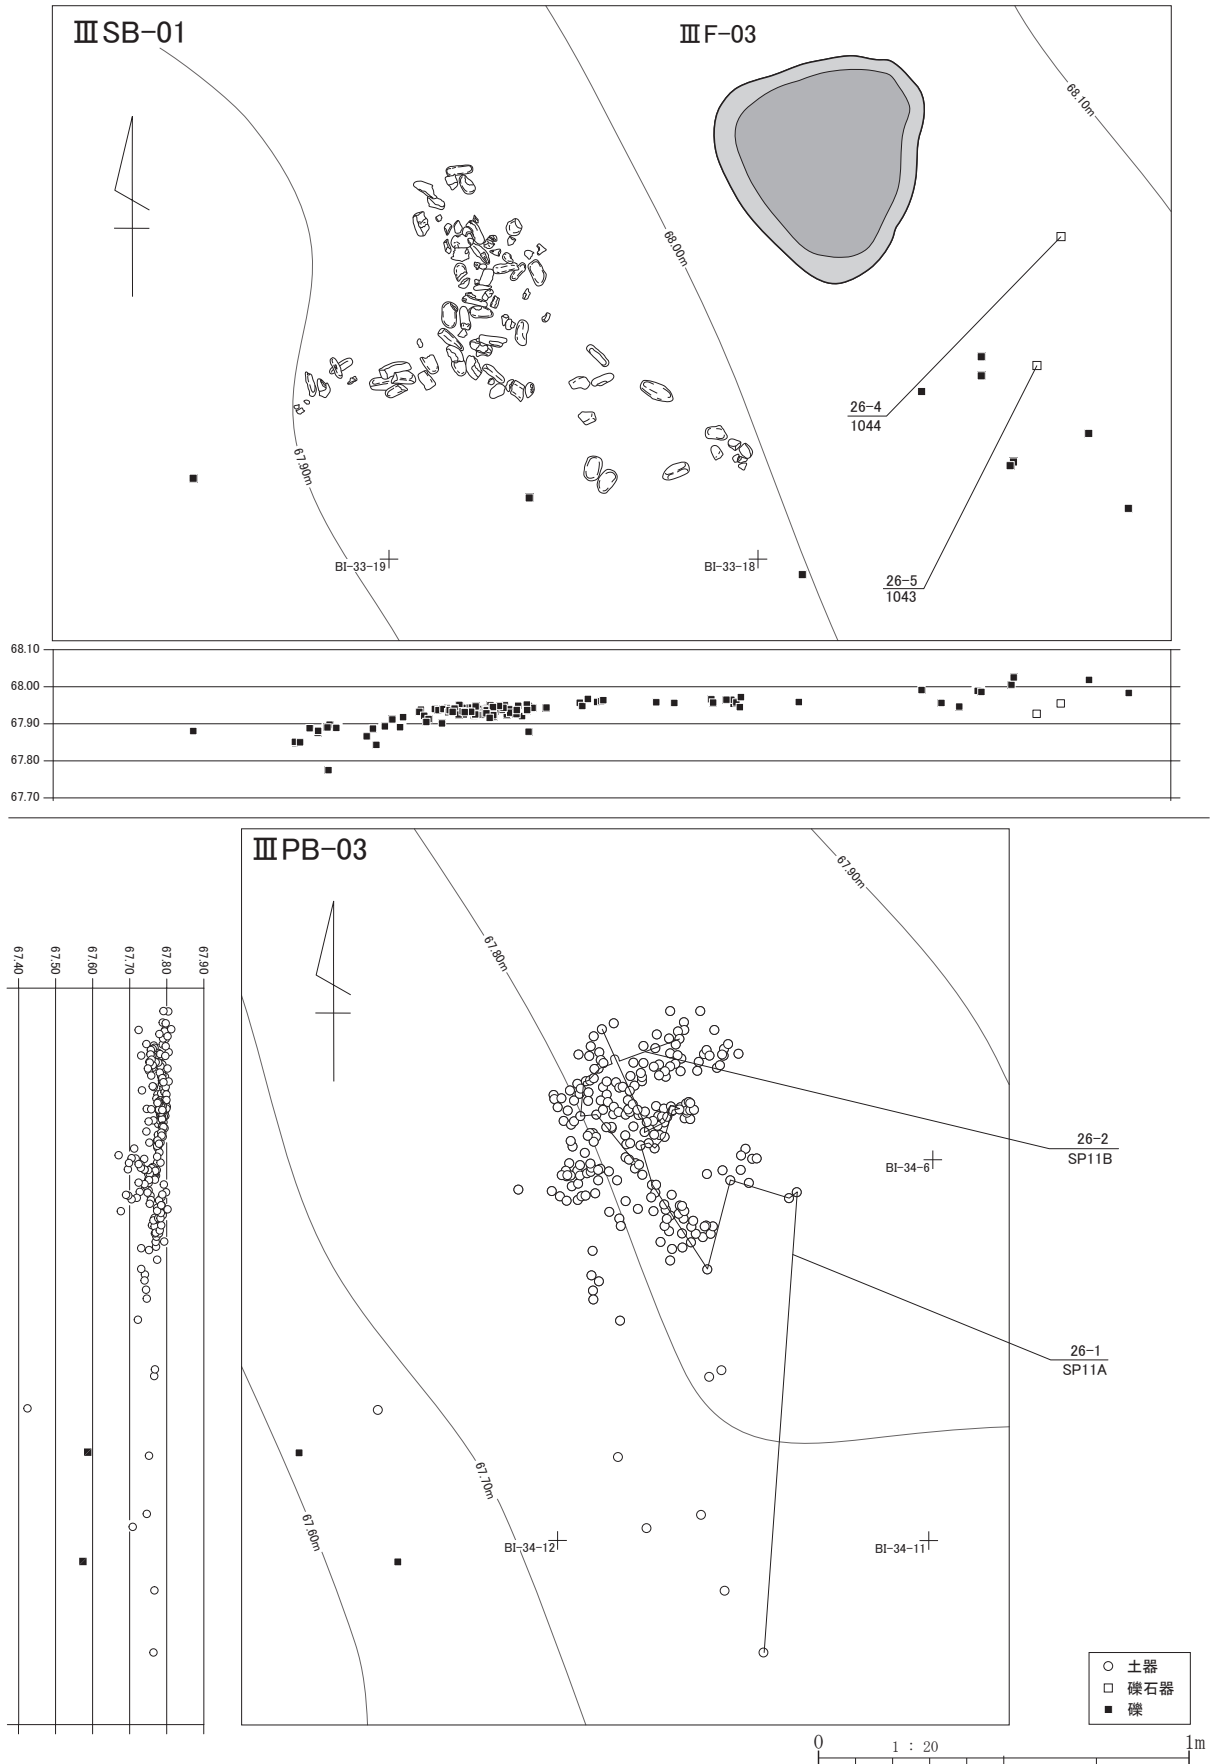 ⅢSB-01
ⅢF-03
68.10m
68.00m
67.90m
26-4
1044
26-5
1043
BI-33-19
BI-33-18
68.10
68.00
67.90
67.80
67.70
ⅢPB-03
67.90m
67.80m
67.40
67.50
67.60
67.70
67.80
67.90
26-2
SP11B
BI-34-6
26-1
SP11A
67.70m
67.60m
BI-34-12
BI-34-11
土器
礫石器
礫
0 1 : 20 1m